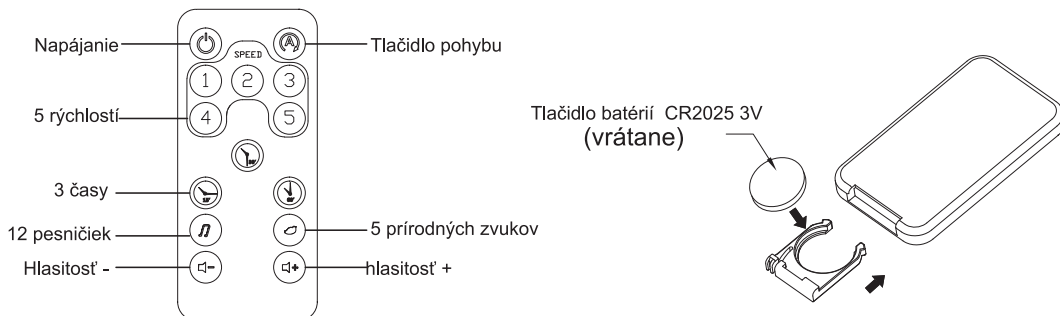 Napájanie
Tlačidlo pohybu
SPEED
1 2 3
5 rýchlostí
4 5
3 časy
12 pesničiek
5 prírodných zvukov
Hlasitosť -
hlasitosť +
Tlačidlo batérií CR2025 3V
(vrátane)